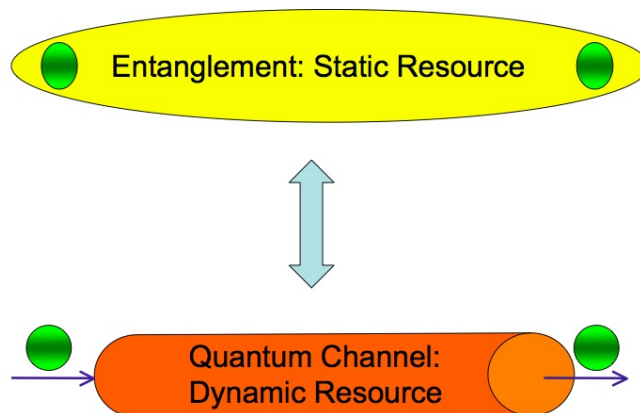 Entanglement: Static Resource
Quantum Channel:
Dynamic Resource